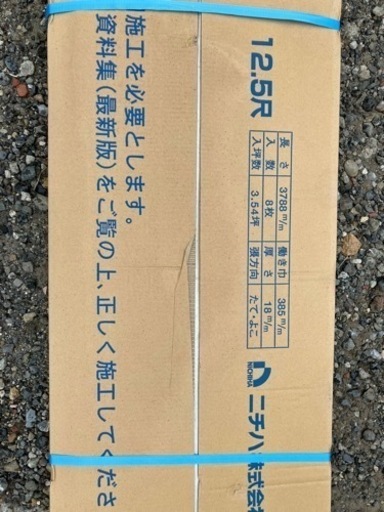 12.5尺
長さ 3788m/m 働き巾 385m/m
入数 8枚 厚さ 18m/m
入坪数 3.54坪 張方向 たて・よこ
NICHIHA ニチハ株式会
施工を必要とします。
資料集(最新版)をご覧の上、正しく施工してくださ